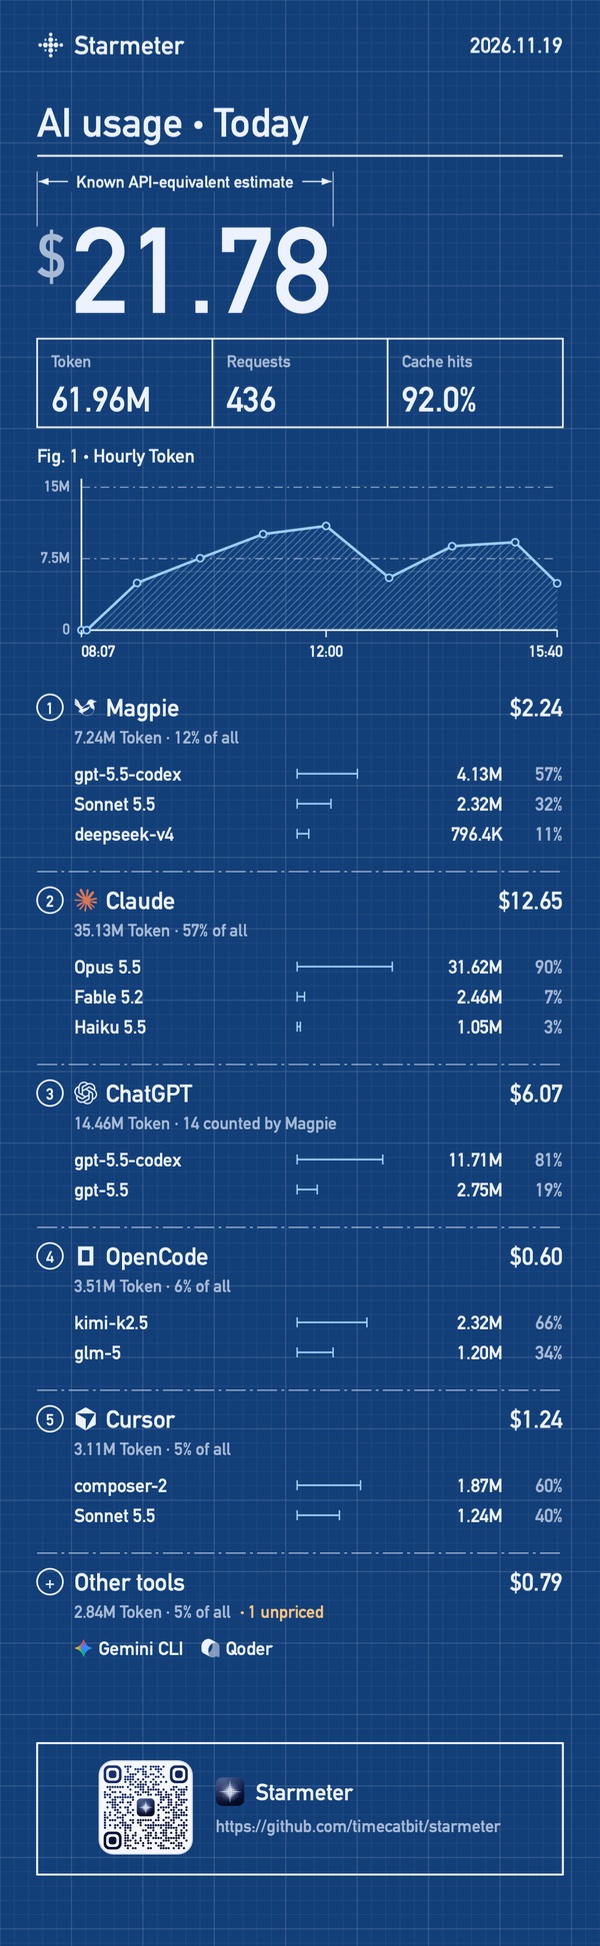 Starmeter 2026.11.19
AI usage · Today
Known API-equivalent estimate
$21.78
Token Requests Cache hits
61.96M 436 92.0%
Fig. 1 · Hourly Token
15M
7.5M
0
08:07 12:00 15:40
1 Magpie $2.24
7.24M Token · 12% of all
gpt-5.5-codex 4.13M 57%
Sonnet 5.5 2.32M 32%
deepseek-v4 796.4K 11%
2 Claude $12.65
35.13M Token · 57% of all
Opus 5.5 31.62M 90%
Fable 5.2 2.46M 7%
Haiku 5.5 1.05M 3%
3 ChatGPT $6.07
14.46M Token · 14 counted by Magpie
gpt-5.5-codex 11.71M 81%
gpt-5.5 2.75M 19%
4 OpenCode $0.60
3.51M Token · 6% of all
kimi-k2.5 2.32M 66%
glm-5 1.20M 34%
5 Cursor $1.24
3.11M Token · 5% of all
composer-2 1.87M 60%
Sonnet 5.5 1.24M 40%
+ Other tools $0.79
2.84M Token · 5% of all · 1 unpriced
Gemini CLI Qoder
Starmeter
https://github.com/timecatbit/starmeter